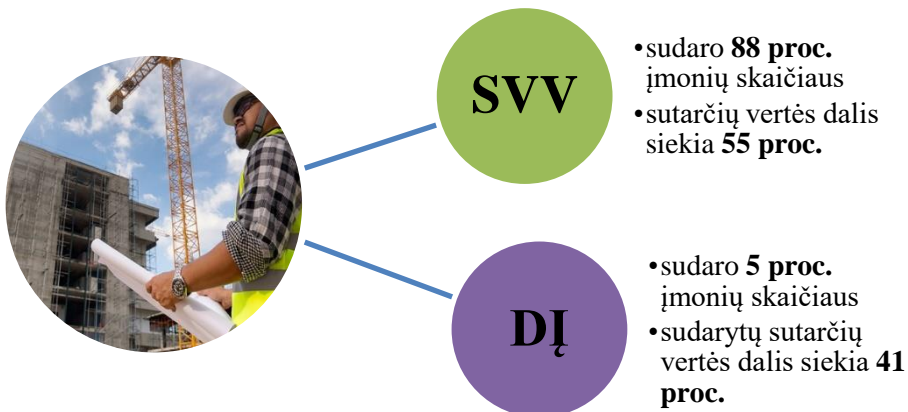 SVV
•sudaro 88 proc.
įmonių skaičiaus
•sutarčių vertės dalis
siekia 55 proc.
DĮ
•sudaro 5 proc.
įmonių skaičiaus
•sudarytų sutarčių
vertės dalis siekia 41
proc.